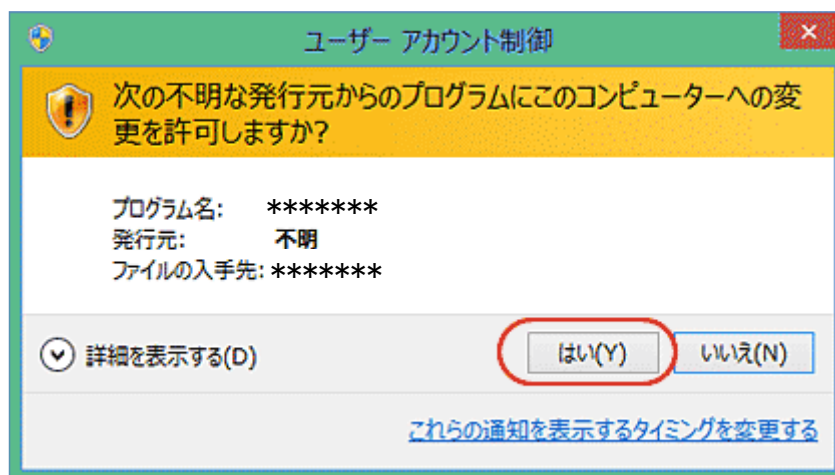 ユーザー アカウント制御
次の不明な発行元からのプログラムにこのコンピューターへの変
更を許可しますか?
プログラム名: *******
発行元: 不明
ファイルの入手先: *******
詳細を表示する(D) はい(Y) いいえ(N)
これらの通知を表示するタイミングを変更する